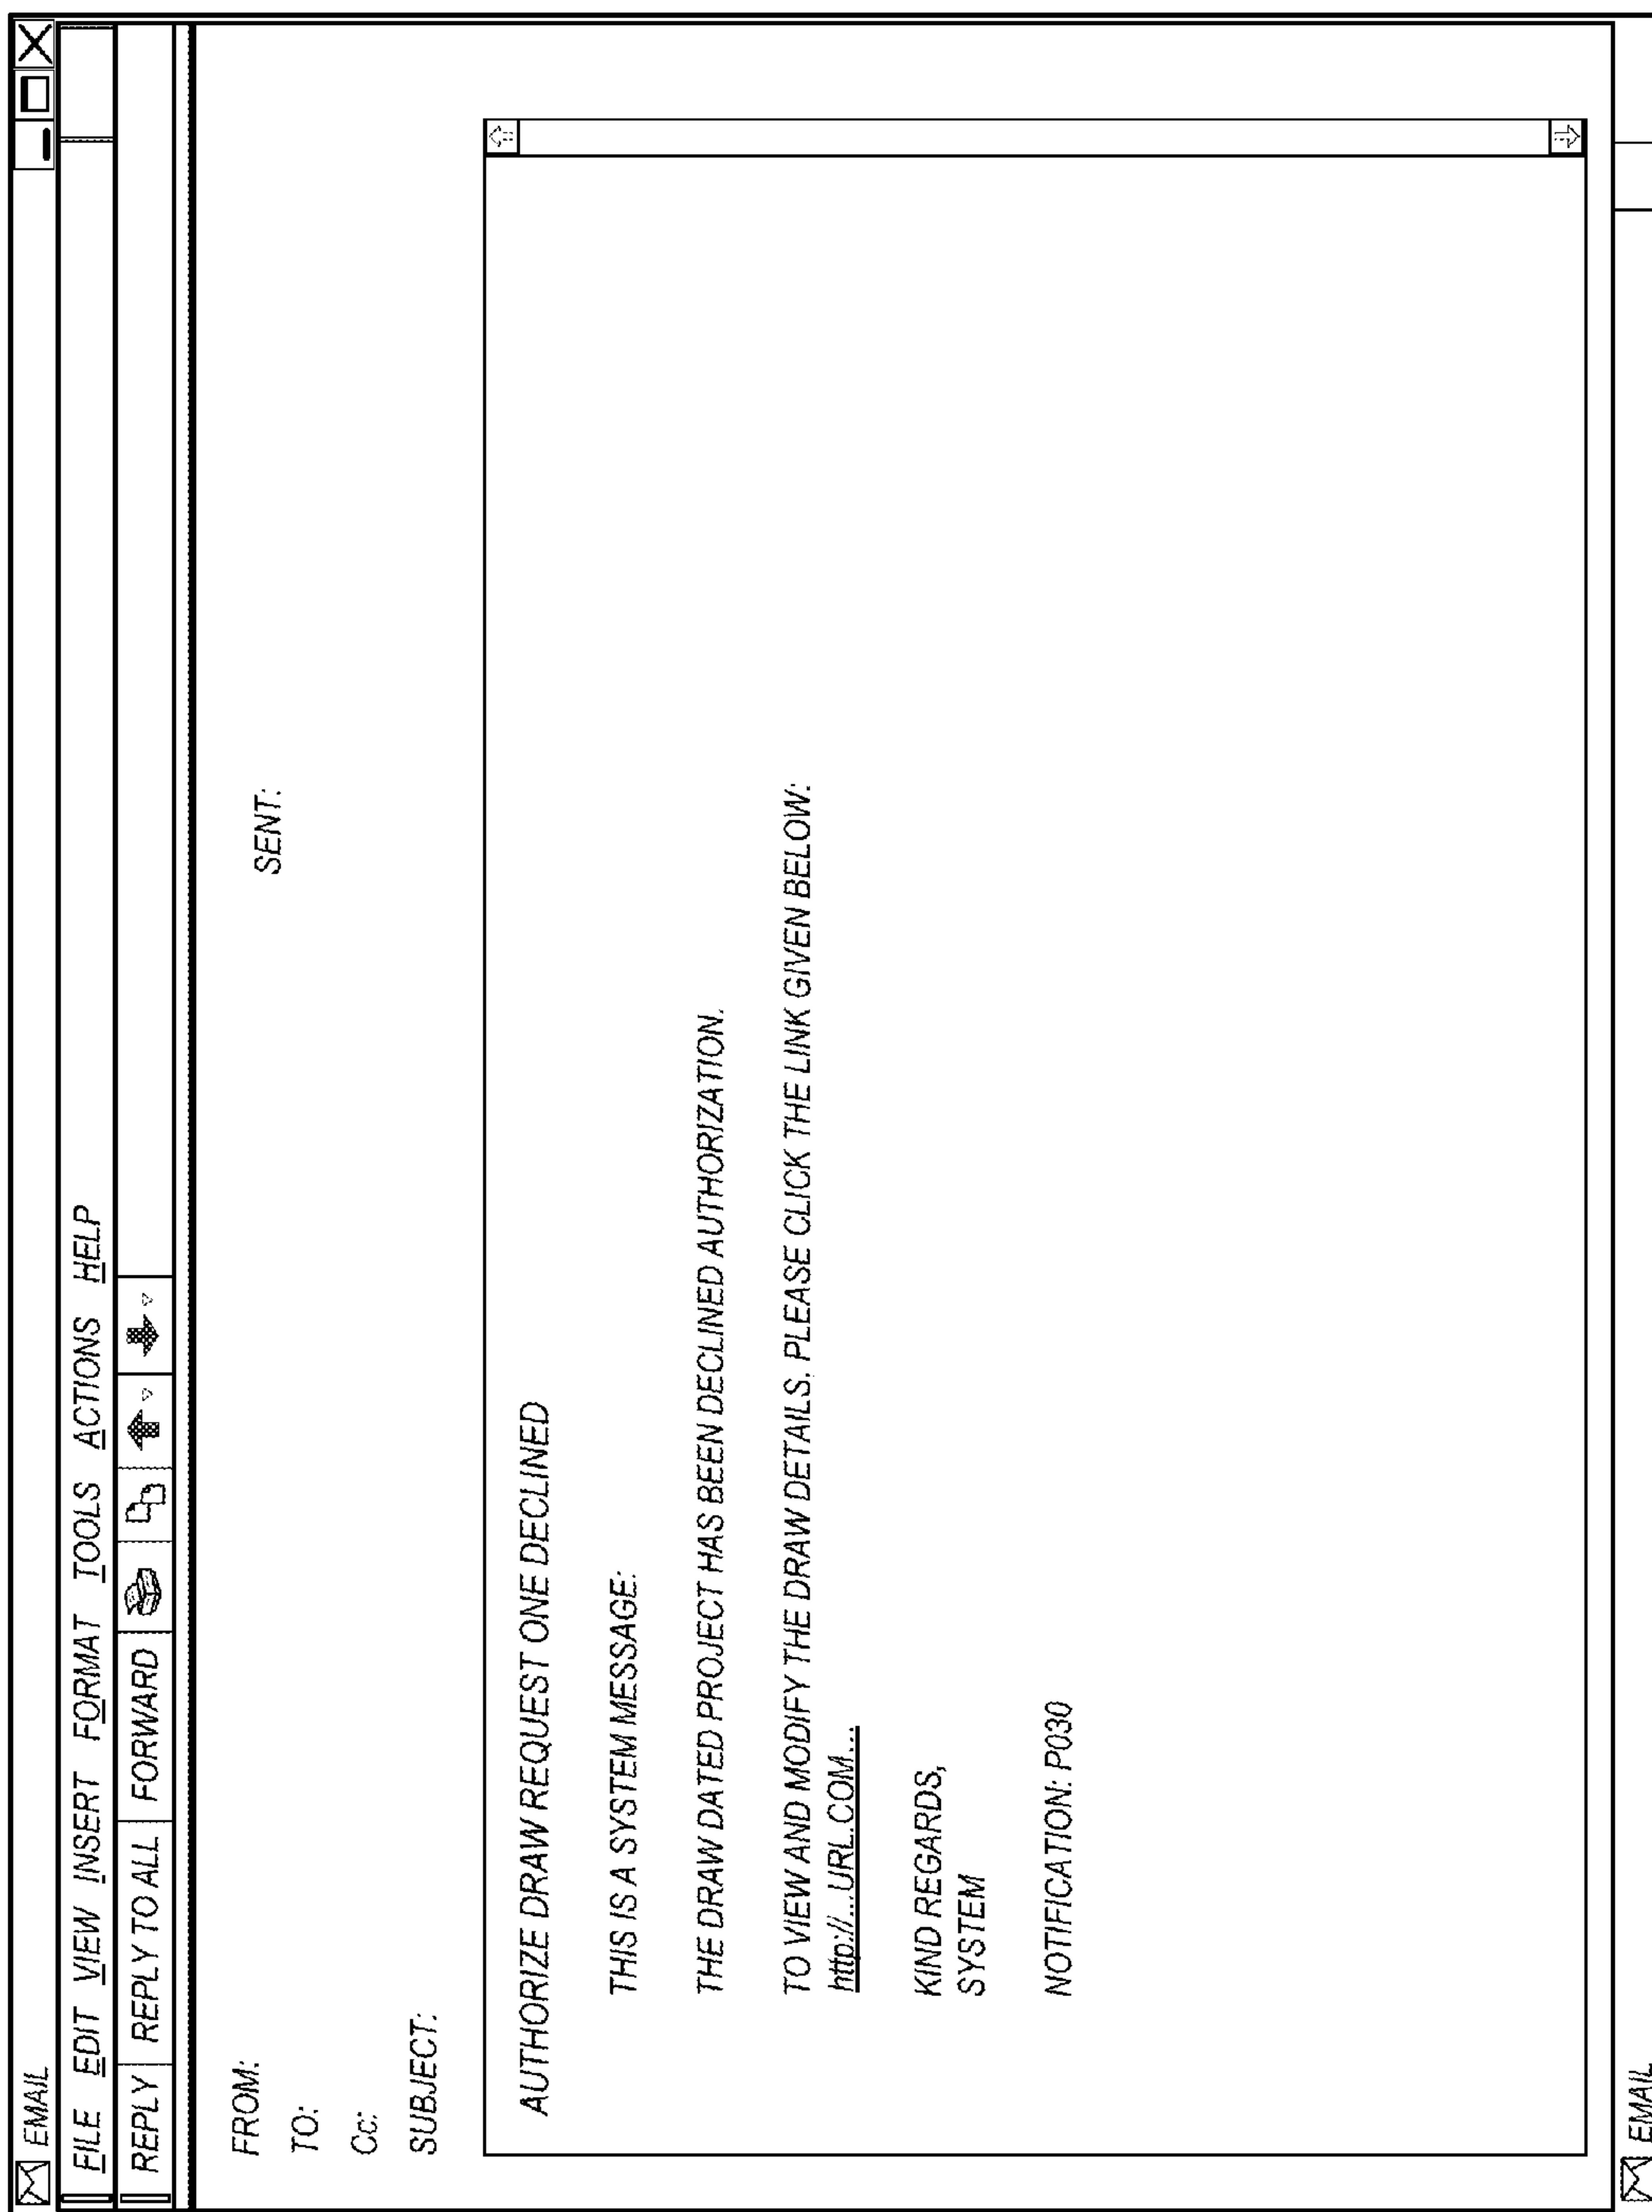 EMAIL
FILE EDIT VIEW INSERT FORMAT TOOLS ACTIONS HELP
REPLY REPLY TO ALL FORWARD
FROM:
SENT:
TO:
Cc:
SUBJECT:
AUTHORIZE DRAW REQUEST ONE DECLINED
THIS IS A SYSTEM MESSAGE:
THE DRAW DATED PROJECT HAS BEEN DECLINED AUTHORIZATION.
TO VIEW AND MODIFY THE DRAW DETAILS, PLEASE CLICK THE LINK GIVEN BELOW:
http://...URL.COM...
KIND REGARDS,
SYSTEM
NOTIFICATION: P030
EMAIL